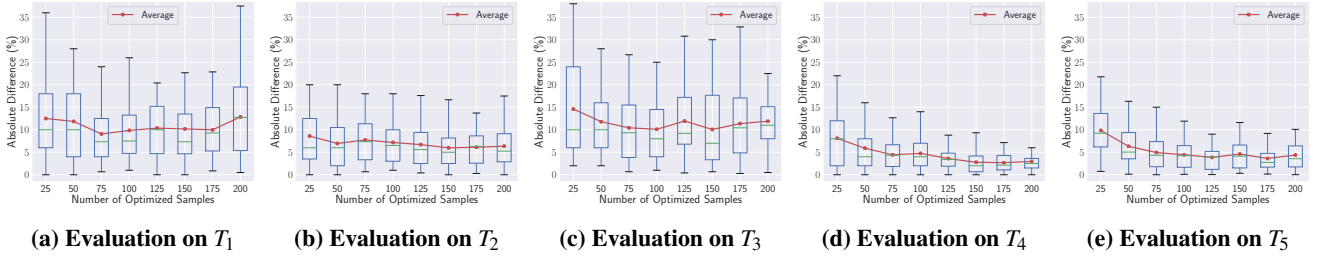 Average
35
30
25
20
15
10
5
0
Absolute Difference (%)
25 50 75 100 125 150 175 200
Number of Optimized Samples
(a) Evaluation on T1
Average
35
30
25
20
15
10
5
0
Absolute Difference (%)
25 50 75 100 125 150 175 200
Number of Optimized Samples
(b) Evaluation on T2
Average
35
30
25
20
15
10
5
0
Absolute Difference (%)
25 50 75 100 125 150 175 200
Number of Optimized Samples
(c) Evaluation on T3
Average
35
30
25
20
15
10
5
0
Absolute Difference (%)
25 50 75 100 125 150 175 200
Number of Optimized Samples
(d) Evaluation on T4
Average
35
30
25
20
15
10
5
0
Absolute Difference (%)
25 50 75 100 125 150 175 200
Number of Optimized Samples
(e) Evaluation on T5